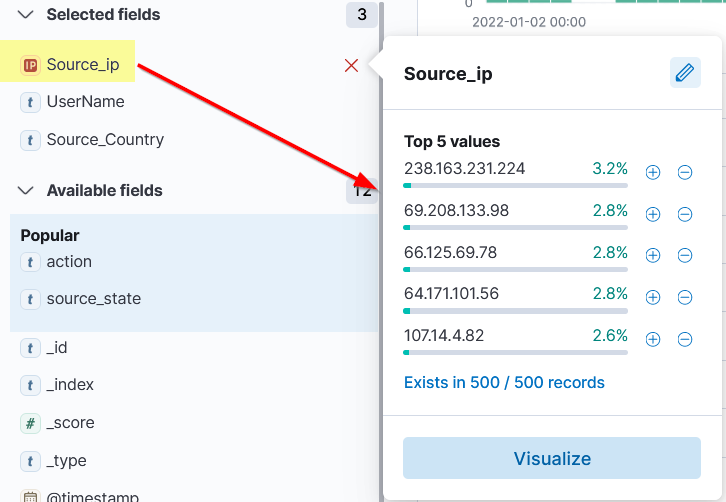 Selected fields
3
IP
Source_ip
t
UserName
t
Source_Country
Available fields
12
Popular
t
action
t
source_state
t
_id
t
_index
#
_score
t
_type
@timestamp
0
2022-01-02 00:00
Source_ip
Top 5 values
238.163.231.224 3.2%
69.208.133.98 2.8%
66.125.69.78 2.8%
64.171.101.56 2.8%
107.14.4.82 2.6%
Exists in 500 / 500 records
Visualize